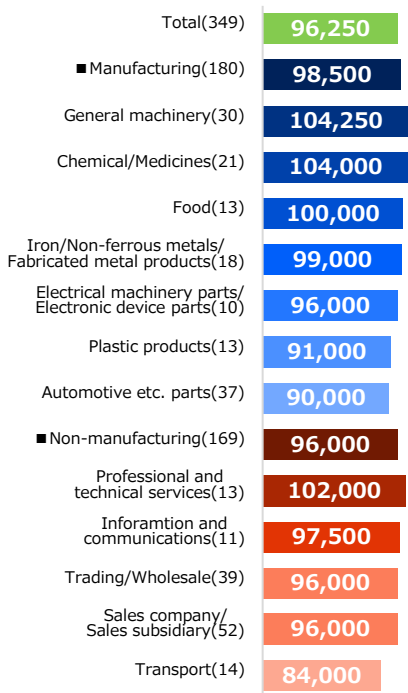 Total(349)
96,250
■Manufacturing(180)
98,500
General machinery(30)
104,250
Chemical/Medicines(21)
104,000
Food(13)
100,000
Iron/Non-ferrous metals/
Fabricated metal products(18)
99,000
Electrical machinery parts/
Electronic device parts(10)
96,000
Plastic products(13)
91,000
Automotive etc. parts(37)
90,000
■Non-manufacturing(169)
96,000
Professional and
technical services(13)
102,000
Inforamtion and
communications(11)
97,500
Trading/Wholesale(39)
96,000
Sales company/
Sales subsidiary(52)
96,000
Transport(14)
84,000